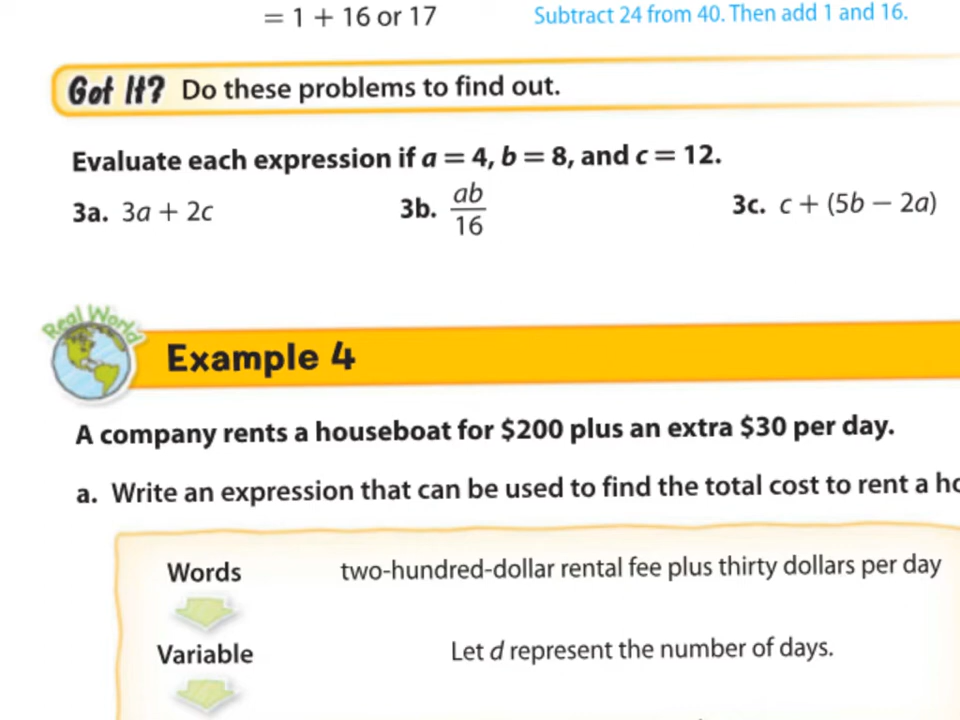 = 1 + 16 or 17
Subtract 24 from 40. Then add 1 and 16.
Got It? Do these problems to find out.
Evaluate each expression if a = 4, b = 8, and c = 12.
3a. 3a + 2c
3b. ab/16
3c. c + (5b − 2a)
Real World
Example 4
A company rents a houseboat for $200 plus an extra $30 per day.
a. Write an expression that can be used to find the total cost to rent a
Words
two-hundred-dollar rental fee plus thirty dollars per day
Variable
Let d represent the number of days.